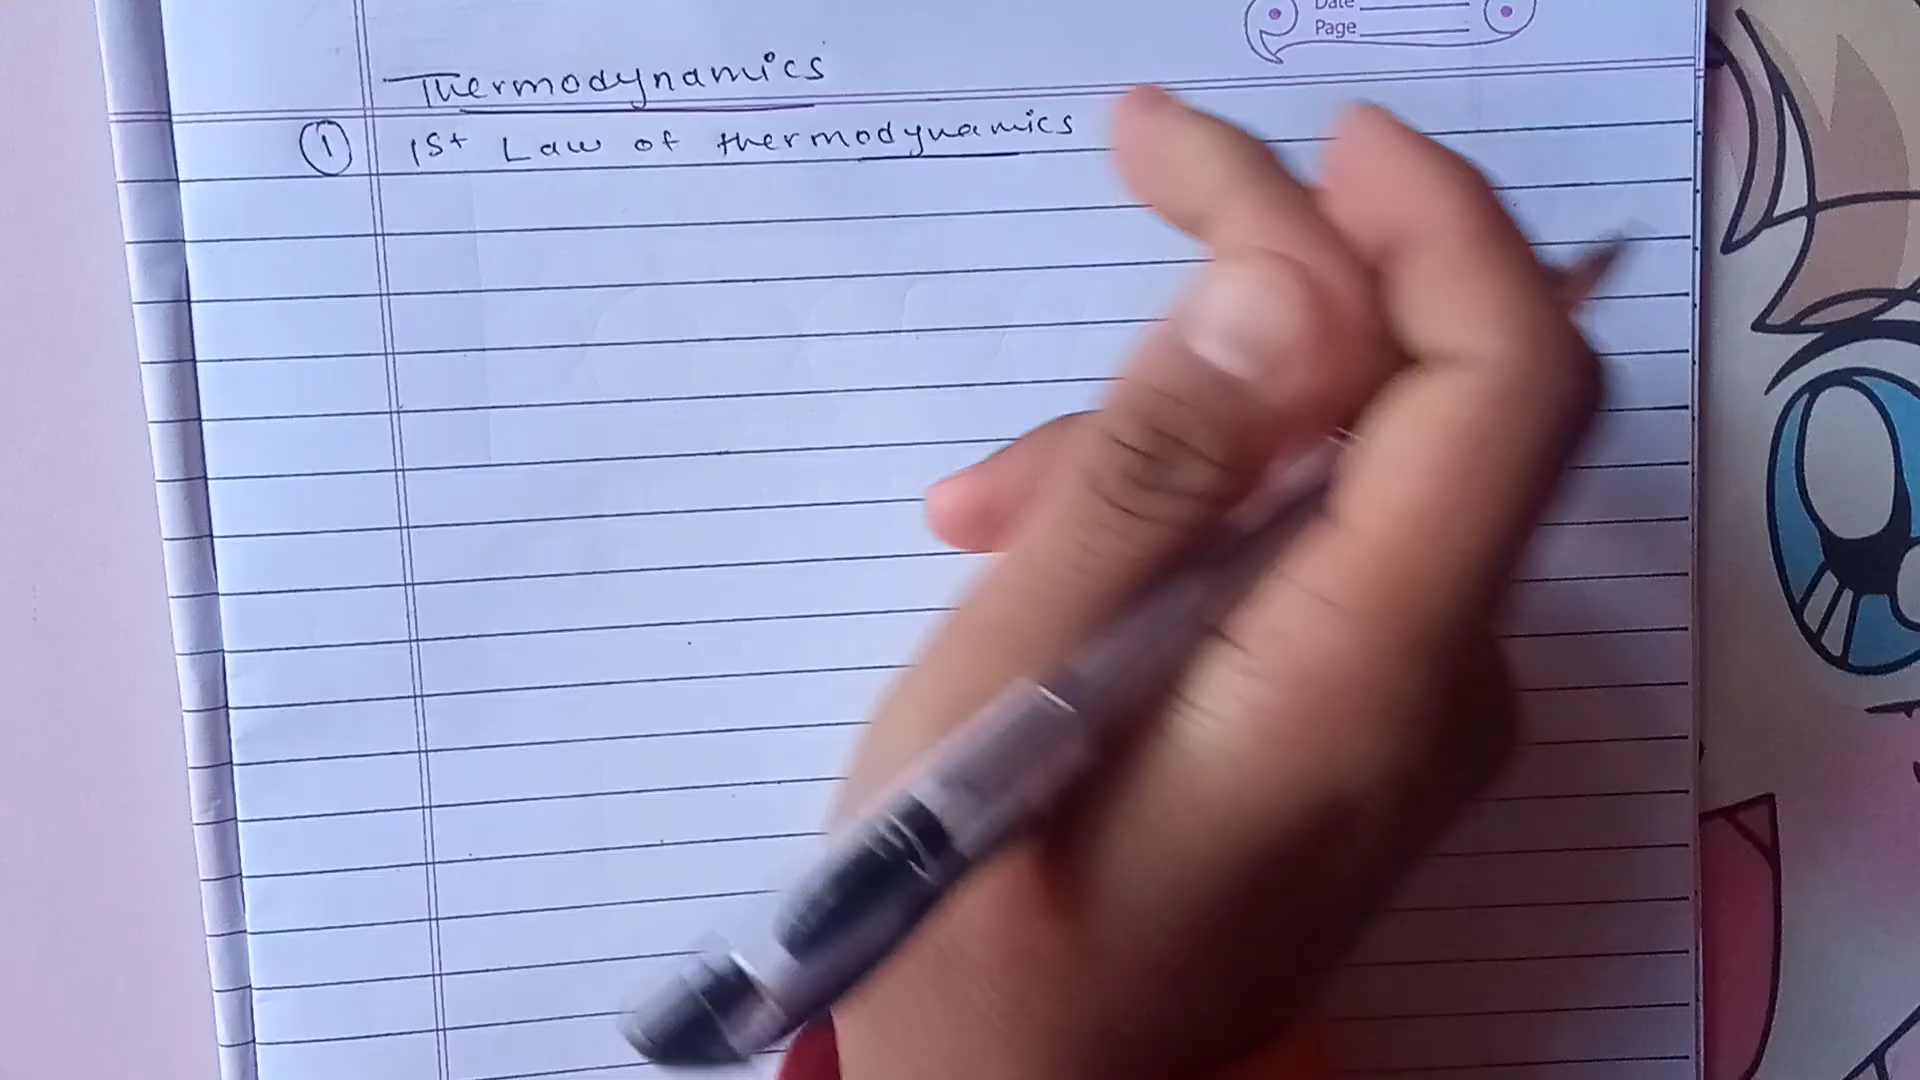 Date
Page
Thermodynamics
① 1st Law of thermodynamics